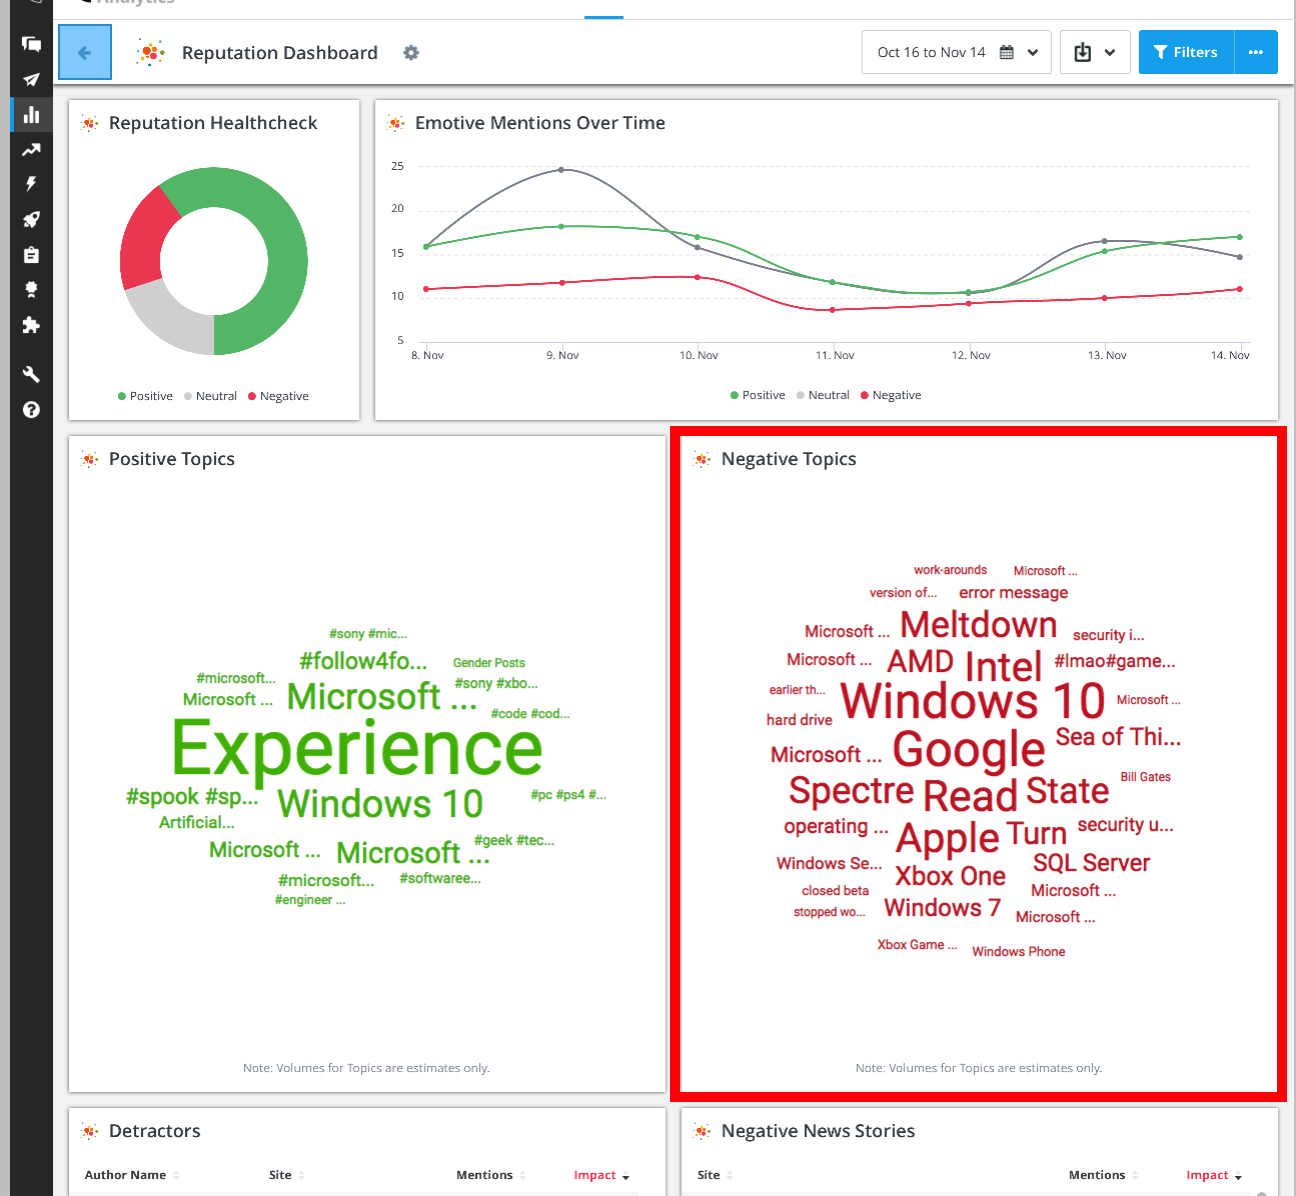 Analytics
Reputation Dashboard
Oct 16 to Nov 14
Filters
Reputation Healthcheck
Positive Neutral Negative
Emotive Mentions Over Time
25
20
15
10
5
8. Nov 9. Nov 10. Nov 11. Nov 12. Nov 13. Nov 14. Nov
Positive Neutral Negative
Positive Topics
#sony #mic...
#follow4fo... Gender Posts
#microsoft... #sony #xbo...
Microsoft ... Microsoft ...
#code #cod...
Experience
#spook #sp... Windows 10 #pc #ps4 #...
Artificial...
Microsoft ... Microsoft ... #geek #tec...
#microsoft... #softwaree...
#engineer ...
Note: Volumes for Topics are estimates only.
Negative Topics
work-arounds Microsoft ...
version of... error message
Microsoft ... Meltdown security i...
Microsoft ... AMD Intel #lmao#game...
earlier th... Windows 10 Microsoft ...
hard drive
Microsoft ... Google Sea of Thi...
Spectre Read State Bill Gates
operating ... Apple Turn security u...
Windows Se... Xbox One SQL Server
closed beta Microsoft ...
stopped wo... Windows 7 Microsoft ...
Xbox Game ... Windows Phone
Note: Volumes for Topics are estimates only.
Detractors
Author Name Site Mentions Impact
Negative News Stories
Site Mentions Impact